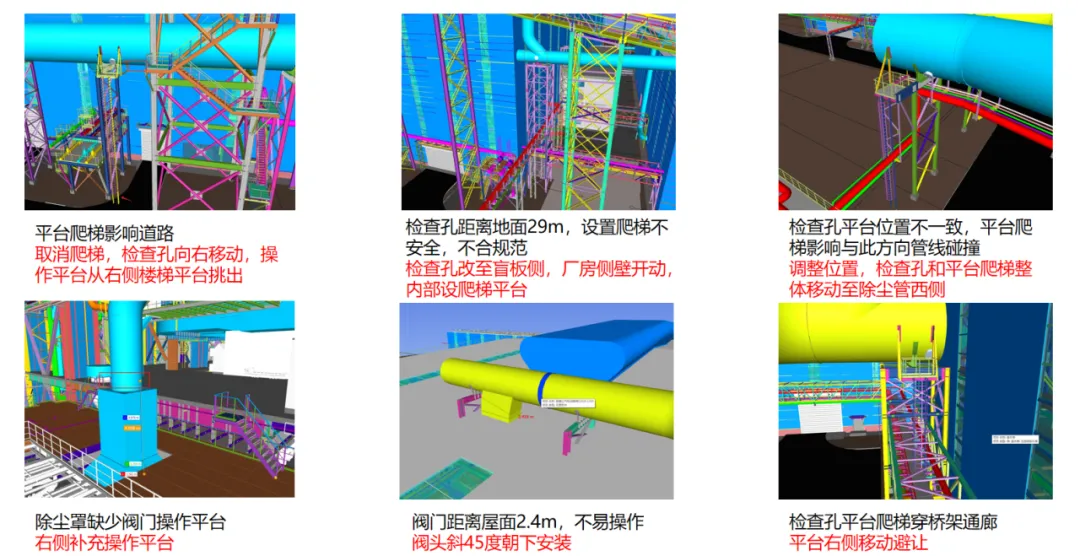 平台爬梯影响道路
取消爬梯，检查孔向右移动，操
作平台从右侧楼梯平台挑出
检查孔距离地面29m，设置爬梯不
安全，不合规范
检查孔改至盲板侧，厂房侧壁开动，
内部设爬梯平台
检查孔平台位置不一致，平台爬
梯影响与此方向管线碰撞
调整位置，检查孔和平台爬梯整
体移动至除尘管西侧
除尘罩缺少阀门操作平台
右侧补充操作平台
阀门距离屋面2.4m，不易操作
阀头斜45度朝下安装
检查孔平台爬梯穿桥架通廊
平台右侧移动避让